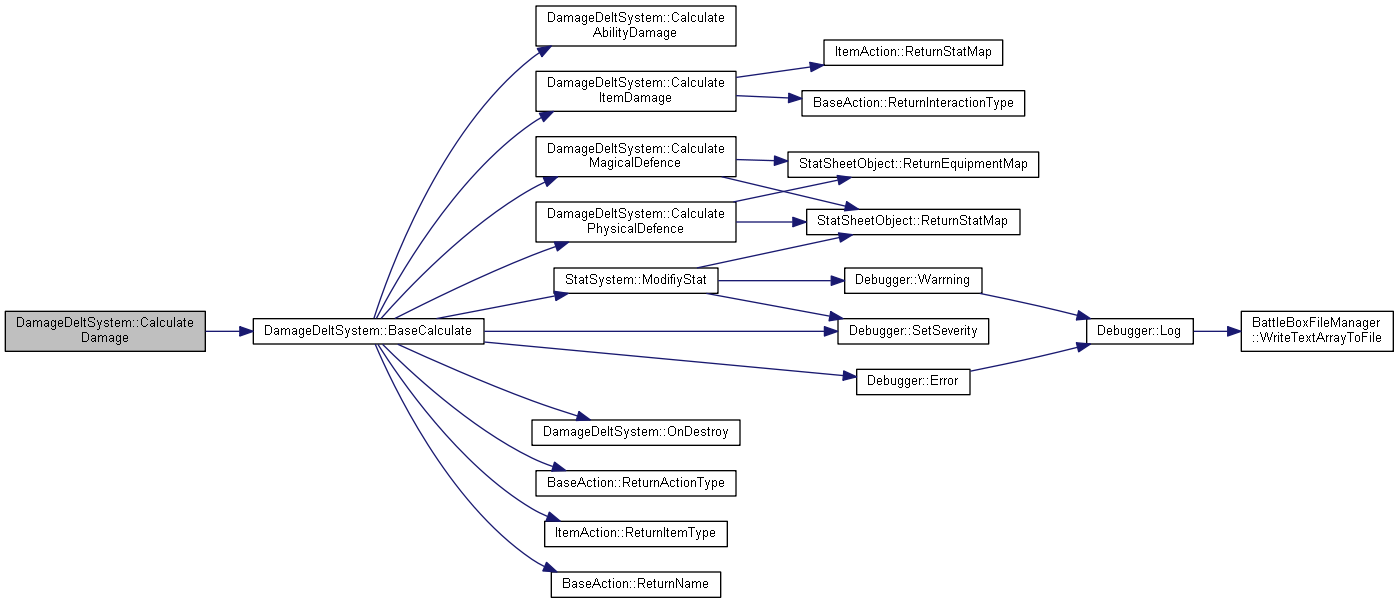 DamageDeltSystem::Calculate
AbilityDamage
DamageDeltSystem::Calculate
ItemDamage
ItemAction::ReturnStatMap
BaseAction::ReturnInteractionType
DamageDeltSystem::Calculate
MagicalDefence
StatSheetObject::ReturnEquipmentMap
DamageDeltSystem::Calculate
PhysicalDefence
StatSheetObject::ReturnStatMap
StatSystem::ModifiyStat
Debugger::Warrning
DamageDeltSystem::Calculate
Damage
DamageDeltSystem::BaseCalculate
Debugger::SetSeverity
Debugger::Log
BattleBoxFileManager
::WriteTextArrayToFile
Debugger::Error
DamageDeltSystem::OnDestroy
BaseAction::ReturnActionType
ItemAction::ReturnItemType
BaseAction::ReturnName